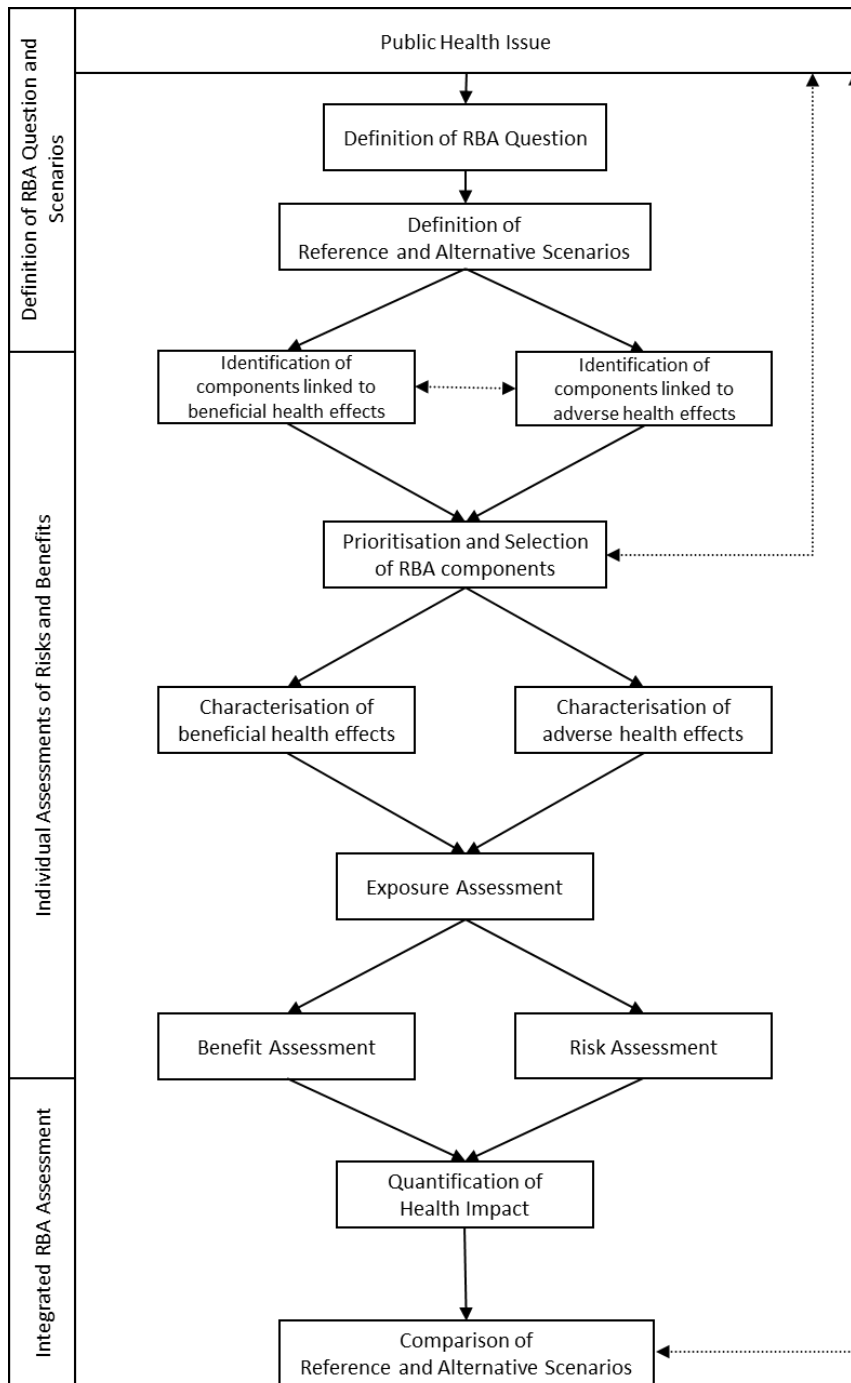 Public Health Issue
Definition of RBA Question and
Scenarios
Definition of RBA Question
Definition of
Reference and Alternative Scenarios
Individual Assessments of Risks and Benefits
Identification of
components linked to
beneficial health effects
Identification of
components linked to
adverse health effects
Prioritisation and Selection
of RBA components
Characterisation of
beneficial health effects
Characterisation of
adverse health effects
Exposure Assessment
Benefit Assessment
Risk Assessment
Integrated RBA Assessment
Quantification of
Health Impact
Comparison of
Reference and Alternative Scenarios